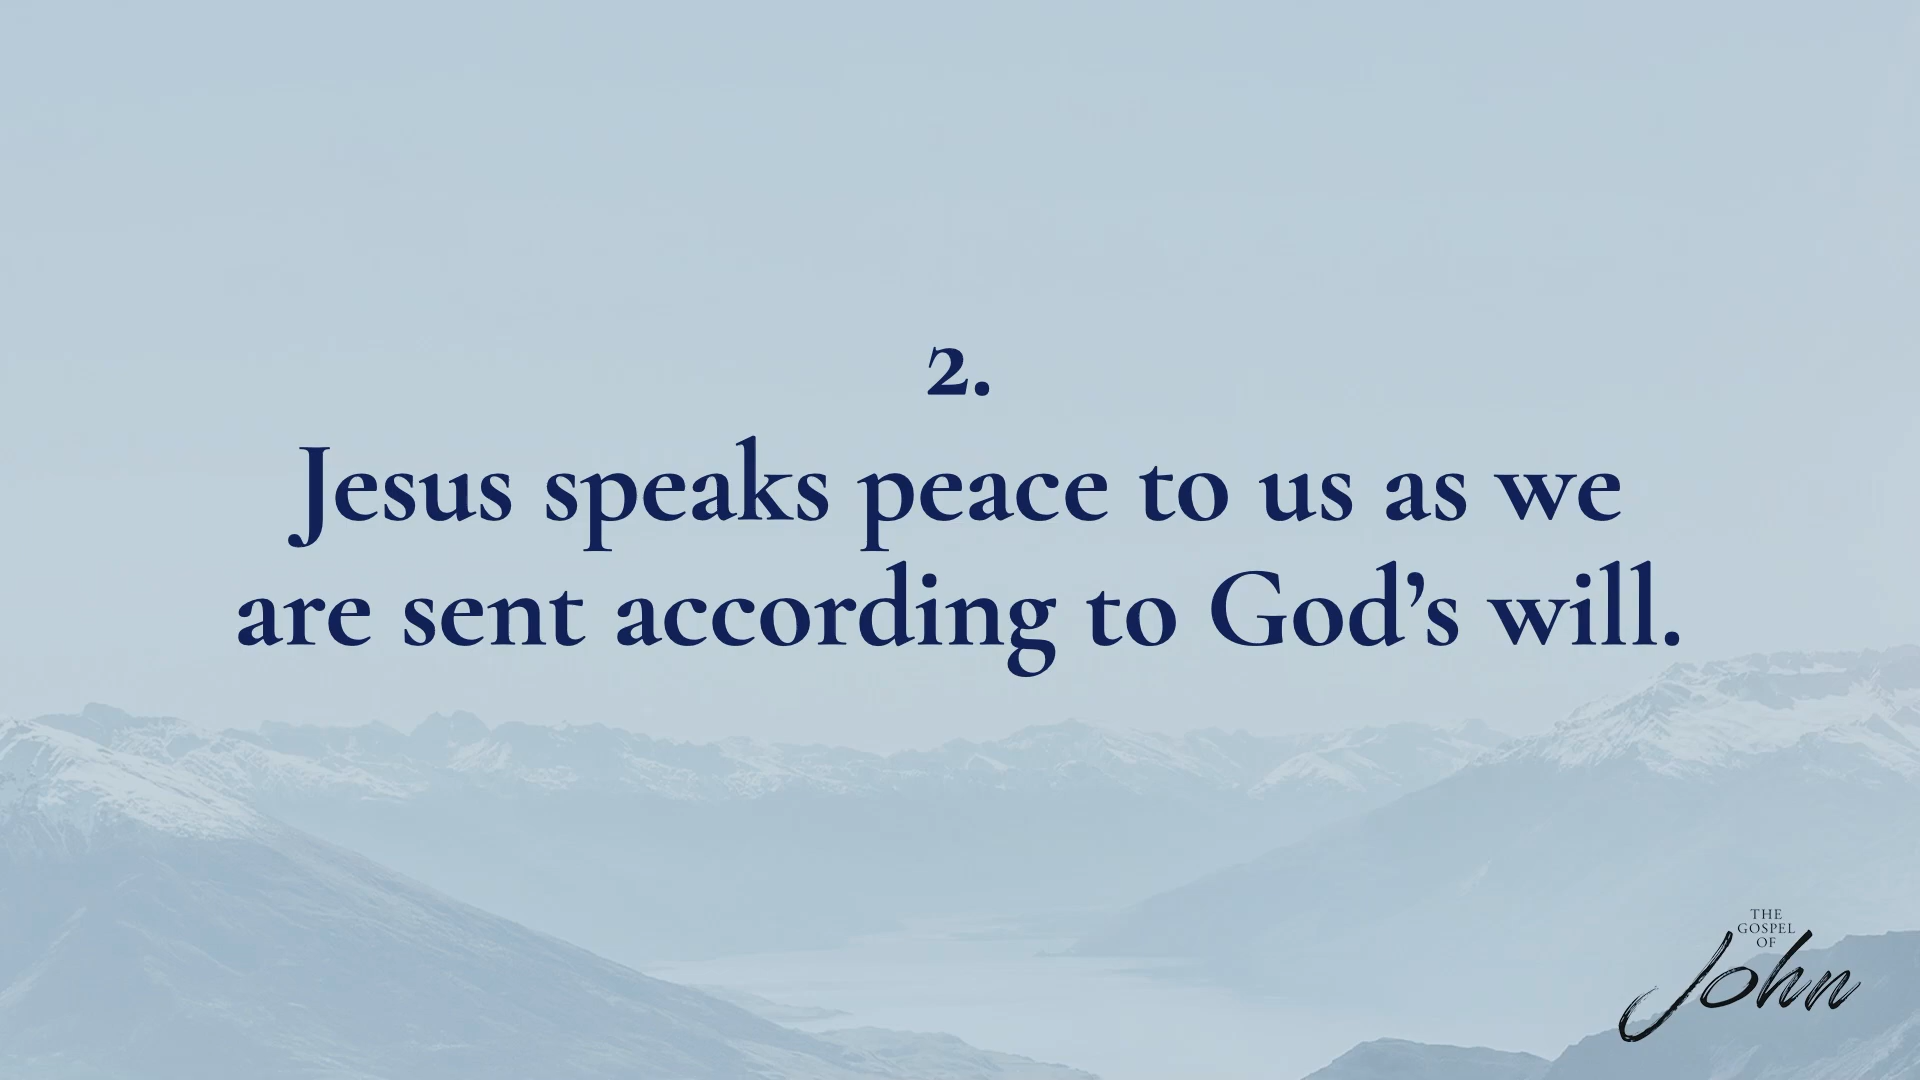 2.
Jesus speaks peace to us as we
are sent according to God’s will.
THE
GOSPEL
OF
John